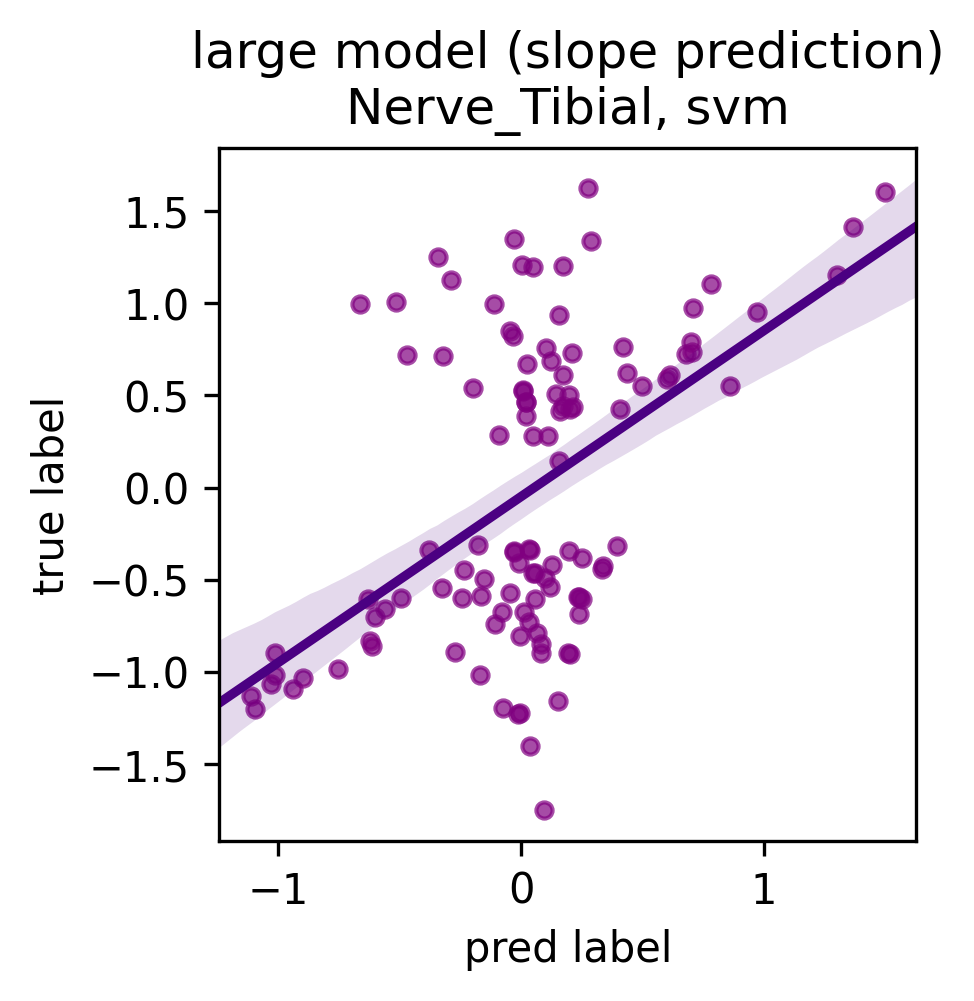 large model (slope prediction)
Nerve_Tibial, svm
1.5
1.0
0.5
0.0
−0.5
−1.0
−1.5
true label
−1
0
1
pred label